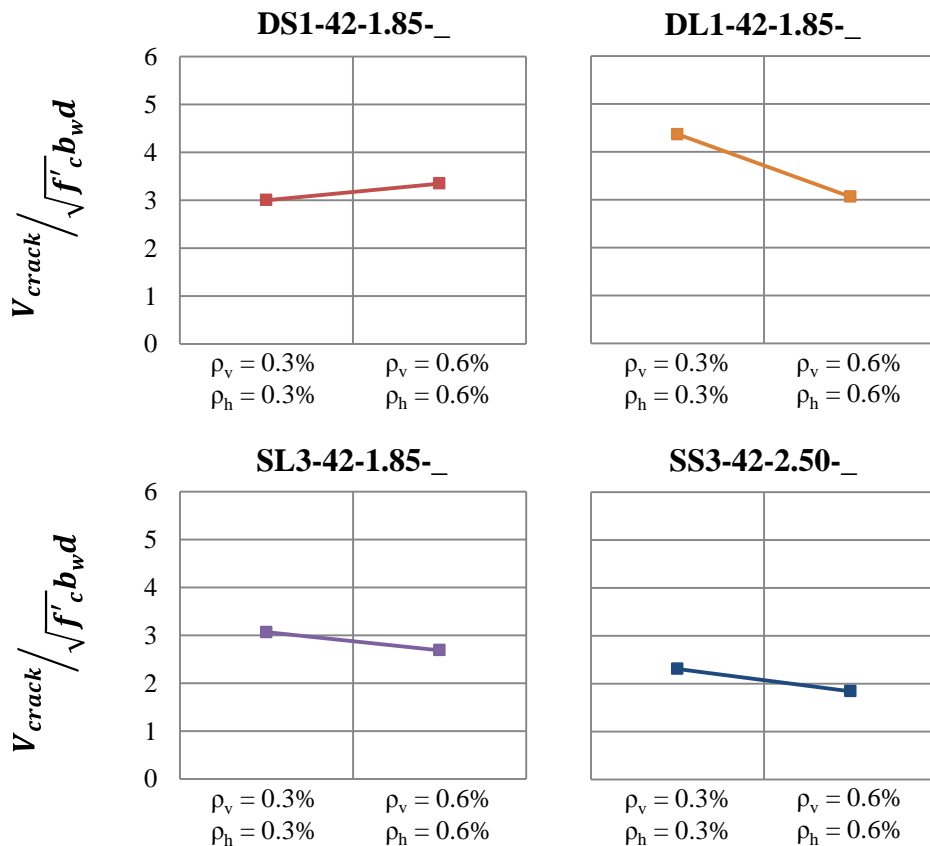 DS1-42-1.85-_
DL1-42-1.85-_
V_crack / √f'_c b_w d
6
5
4
3
2
1
0
ρ_v = 0.3%
ρ_h = 0.3%
ρ_v = 0.6%
ρ_h = 0.6%
ρ_v = 0.3%
ρ_h = 0.3%
ρ_v = 0.6%
ρ_h = 0.6%
SL3-42-1.85-_
SS3-42-2.50-_
V_crack / √f'_c b_w d
6
5
4
3
2
1
0
ρ_v = 0.3%
ρ_h = 0.3%
ρ_v = 0.6%
ρ_h = 0.6%
ρ_v = 0.3%
ρ_h = 0.3%
ρ_v = 0.6%
ρ_h = 0.6%